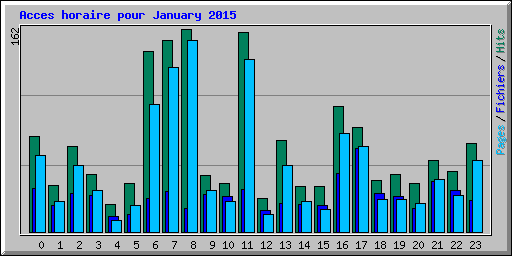 Acces horaire pour January 2015
162
Pages / Fichiers / Hits
0 1 2 3 4 5 6 7 8 9 10 11 12 13 14 15 16 17 18 19 20 21 22 23